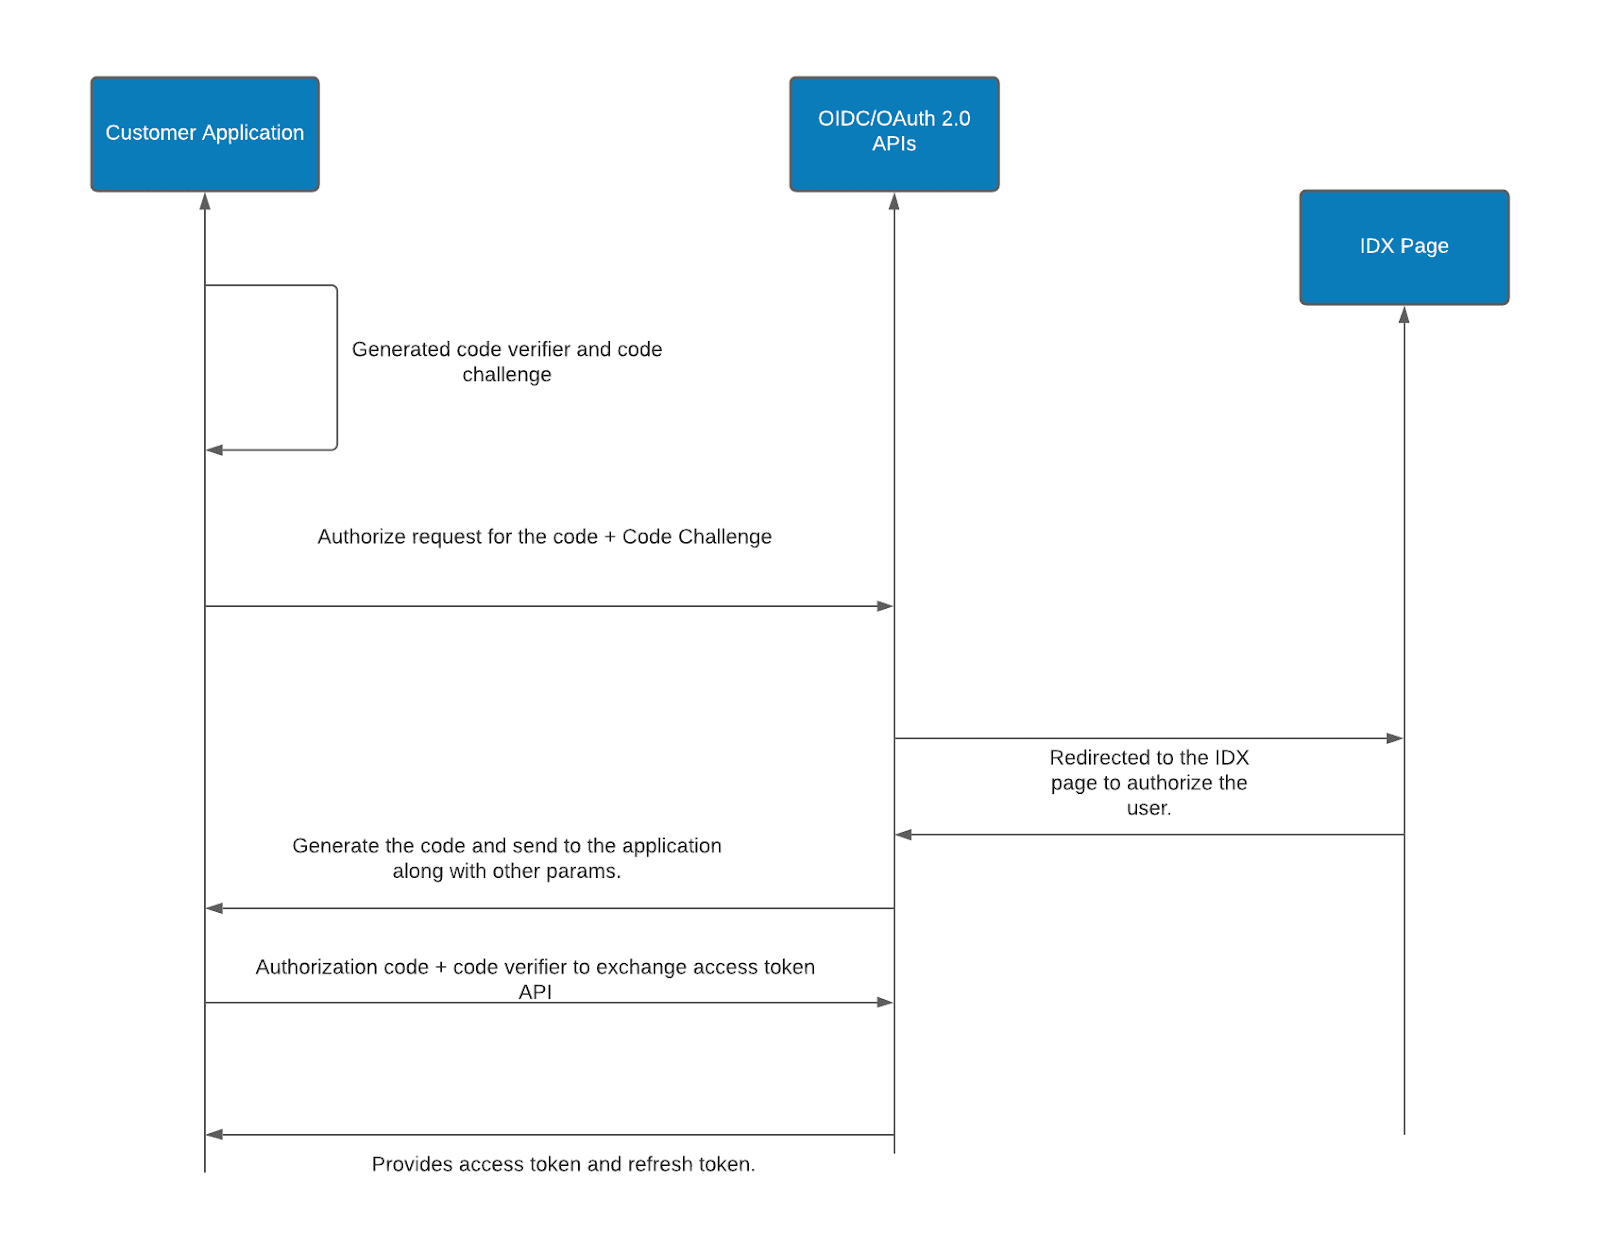 Customer Application
OIDC/OAuth 2.0
APIs
IDX Page
Generated code verifier and code
challenge
Authorize request for the code + Code Challenge
Redirected to the IDX
page to authorize the
user.
Generate the code and send to the application
along with other params.
Authorization code + code verifier to exchange access token
API
Provides access token and refresh token.